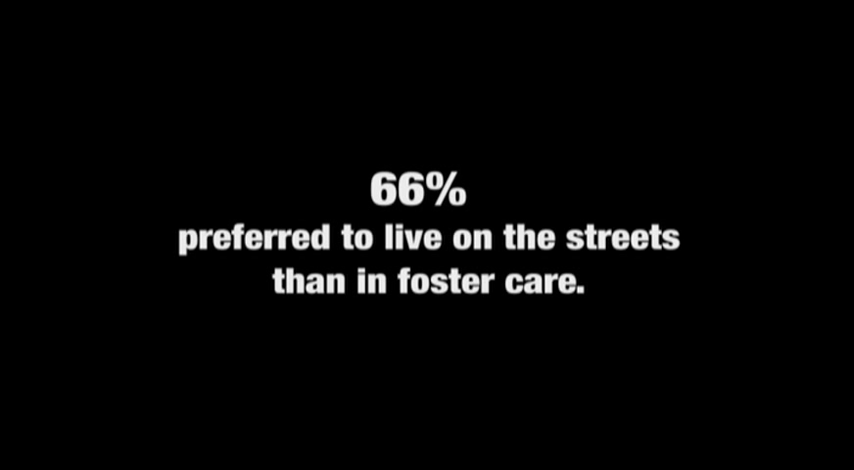 66%
preferred to live on the streets
than in foster care.